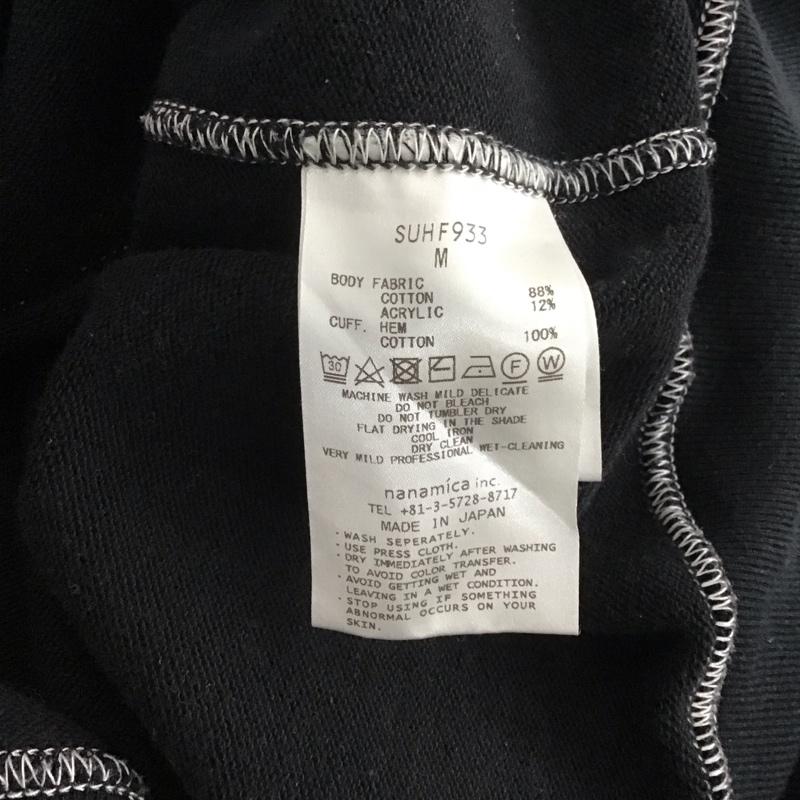 SUHF933
M
BODY FABRIC
COTTON 88%
ACRYLIC 12%
CUFF. HEM
COTTON 100%
30 F W
MACHINE WASH MILD DELICATE
DO NOT BLEACH
DO NOT TUMBLER DRY
FLAT DRYING IN THE SHADE
COOL IRON
DRY CLEAN
VERY MILD PROFESSIONAL WET-CLEANING
nanamica inc.
TEL +81-3-5728-8717
MADE IN JAPAN
・WASH SEPERATELY.
・USE PRESS CLOTH.
・DRY IMMEDIATELY AFTER WASHING
TO AVOID COLOR TRANSFER.
・AVOID GETTING WET AND
LEAVING IN A WET CONDITION.
・STOP USING IF SOMETHING
ABNORMAL OCCURS ON YOUR
SKIN.